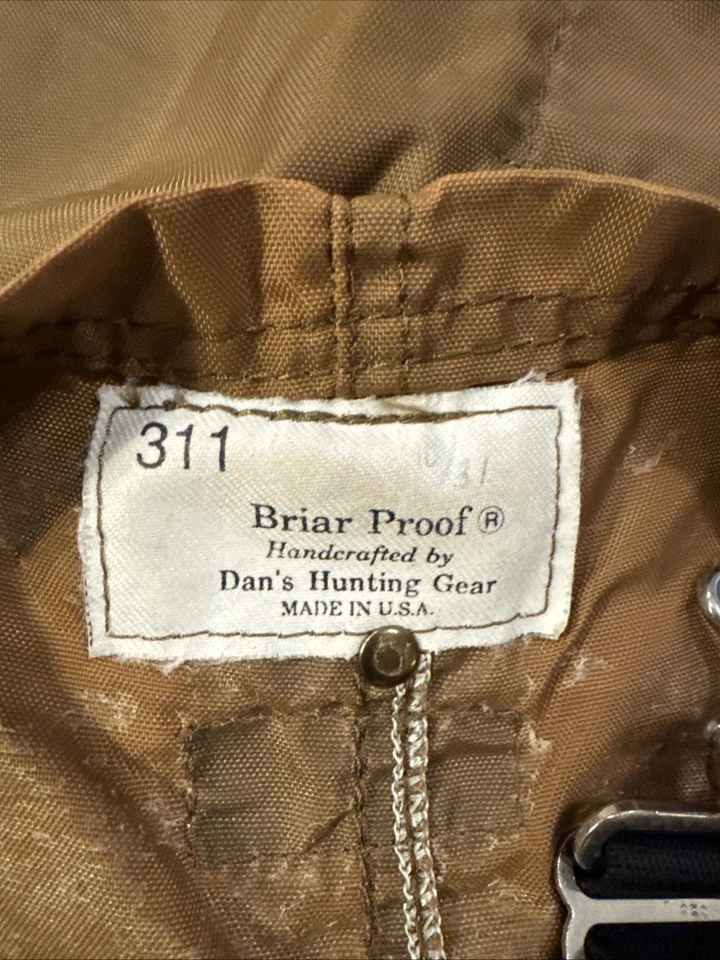 311
Briar Proof ®
Handcrafted by
Dan's Hunting Gear
MADE IN U.S.A.